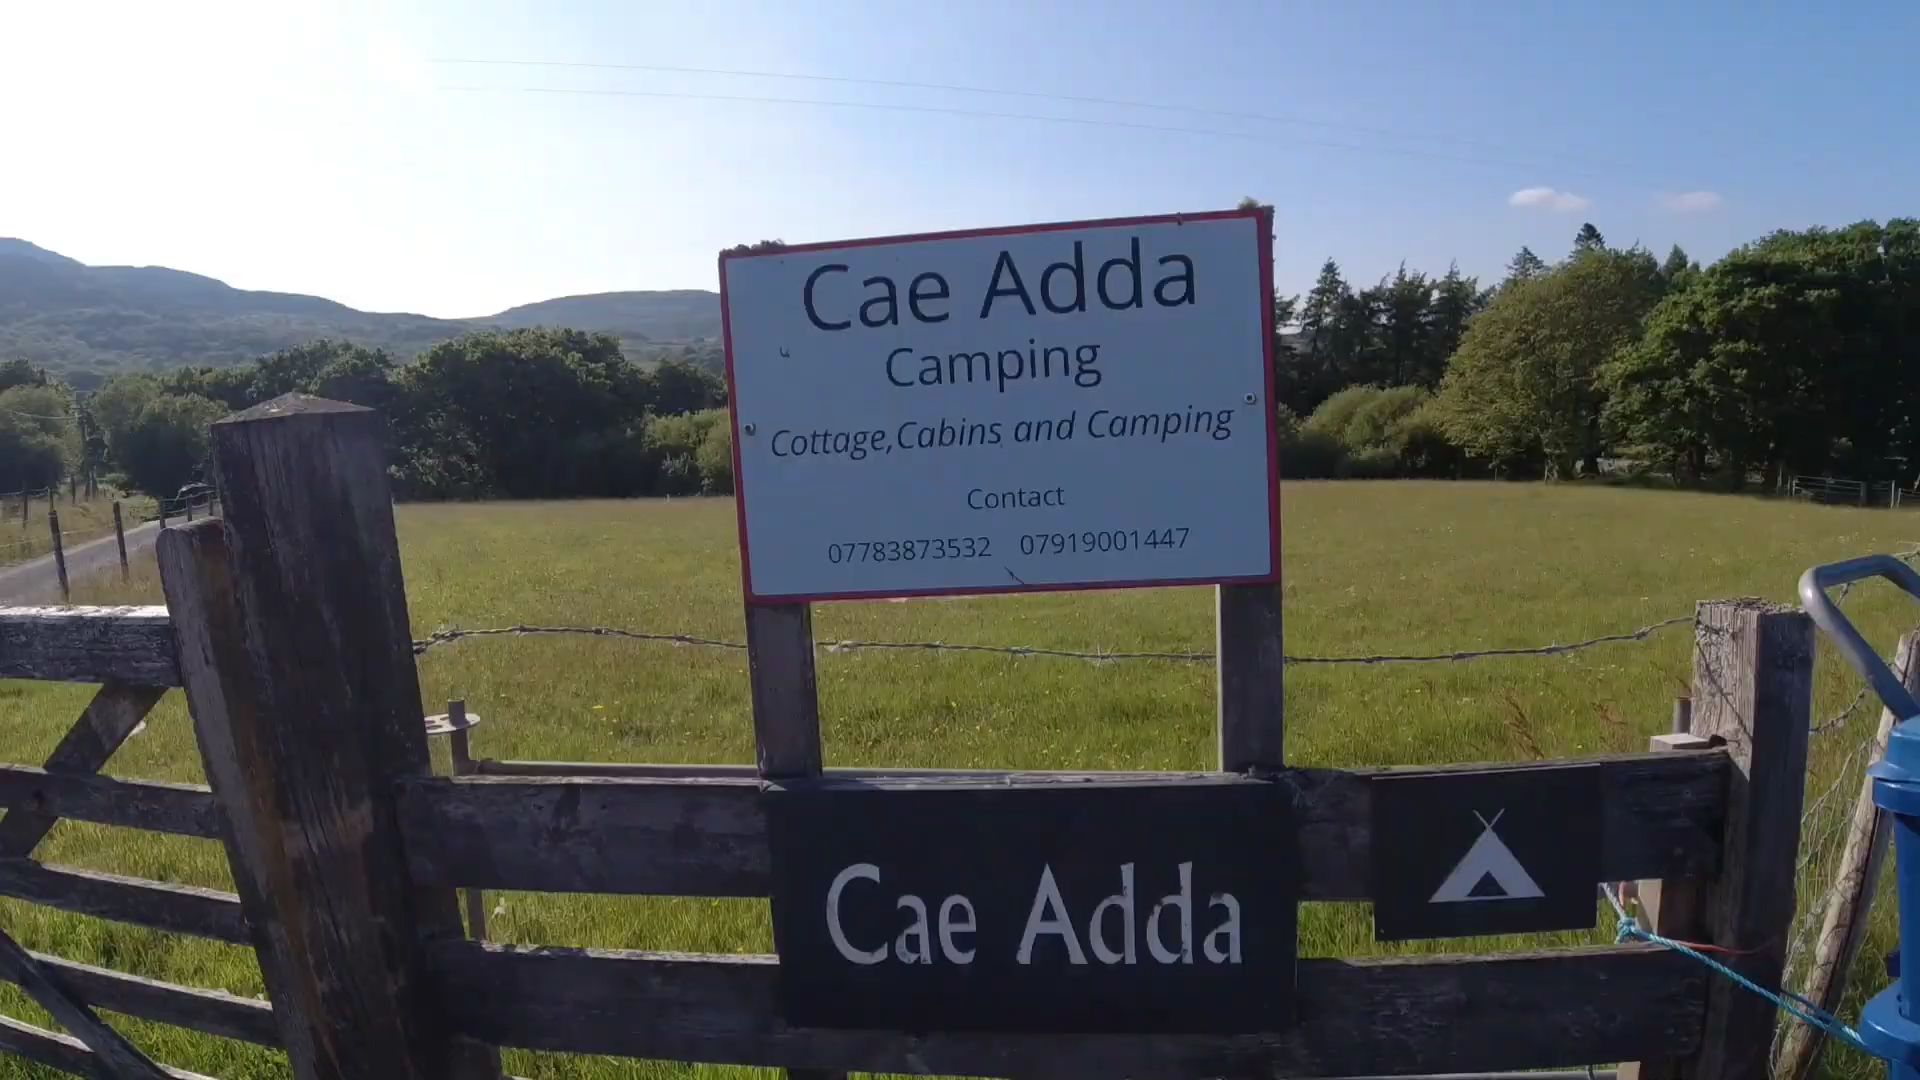 Cae Adda
Camping
Cottage,Cabins and Camping
Contact
07783873532 07919001447
Cae Adda